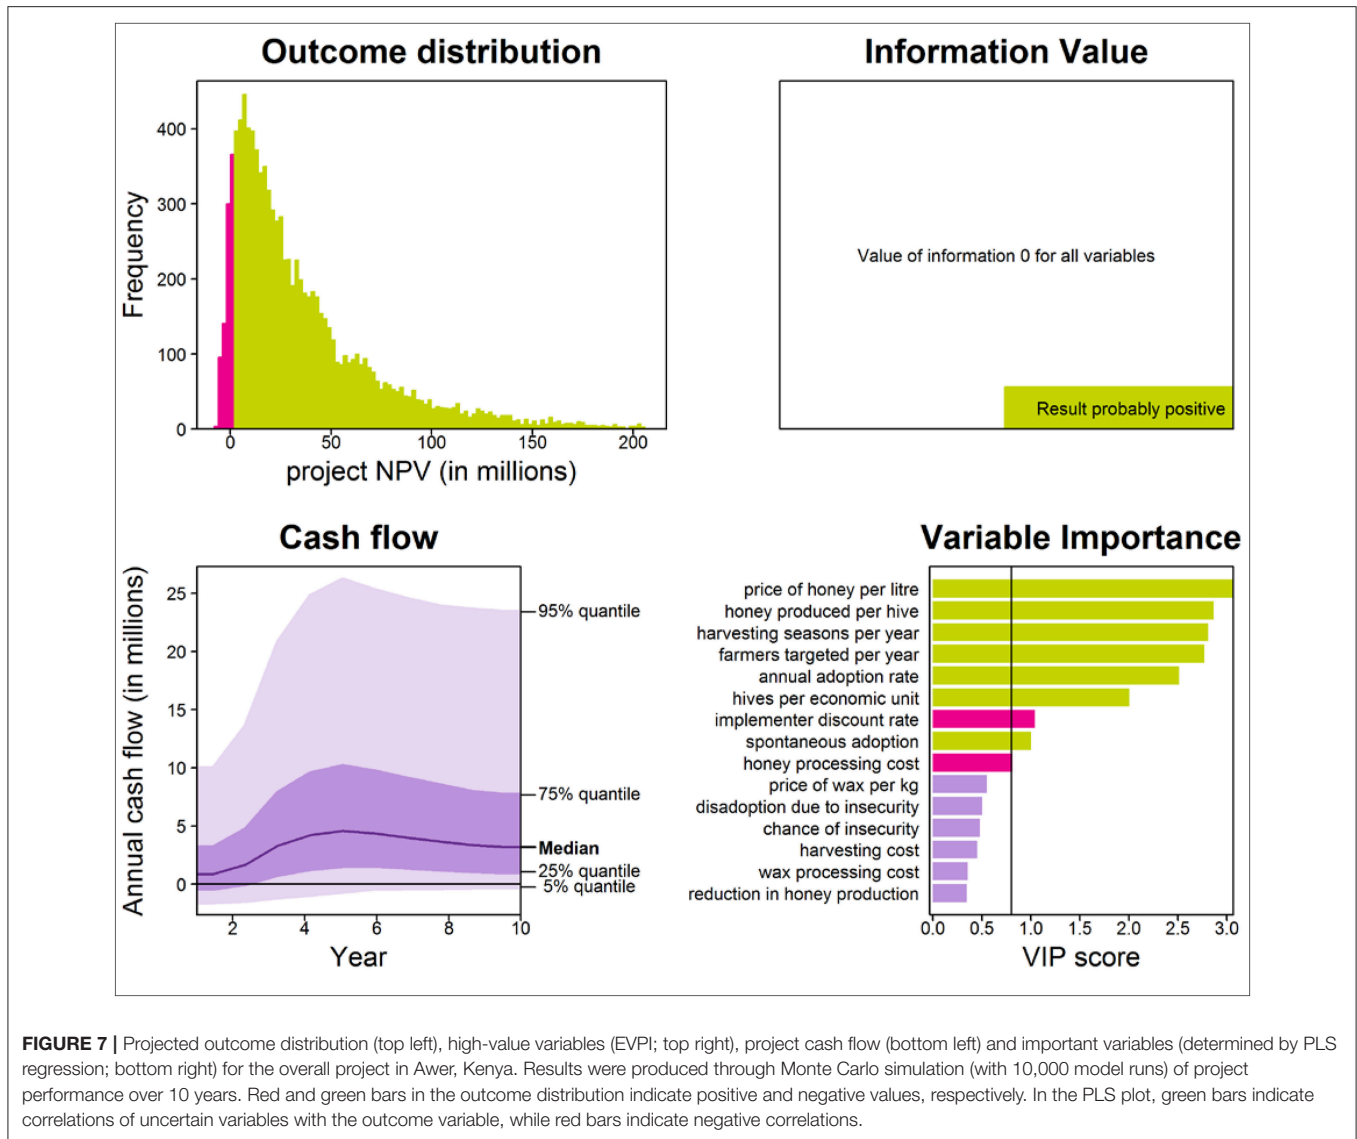 Outcome distribution
Frequency
400
300
200
100
0
0 50 100 150 200
project NPV (in millions)
Information Value
Value of information 0 for all variables
Result probably positive
Cash flow
Annual cash flow (in millions)
25
20
15
10
5
0
95% quantile
75% quantile
Median
25% quantile
5% quantile
2 4 6 8 10
Year
Variable Importance
price of honey per litre
honey produced per hive
harvesting seasons per year
farmers targeted per year
annual adoption rate
hives per economic unit
implementer discount rate
spontaneous adoption
honey processing cost
price of wax per kg
disadoption due to insecurity
chance of insecurity
harvesting cost
wax processing cost
reduction in honey production
0.0 0.5 1.0 1.5 2.0 2.5 3.0
VIP score
FIGURE 7 | Projected outcome distribution (top left), high-value variables (EVPI; top right), project cash flow (bottom left) and important variables (determined by PLS
regression; bottom right) for the overall project in Awer, Kenya. Results were produced through Monte Carlo simulation (with 10,000 model runs) of project
performance over 10 years. Red and green bars in the outcome distribution indicate positive and negative values, respectively. In the PLS plot, green bars indicate
correlations of uncertain variables with the outcome variable, while red bars indicate negative correlations.